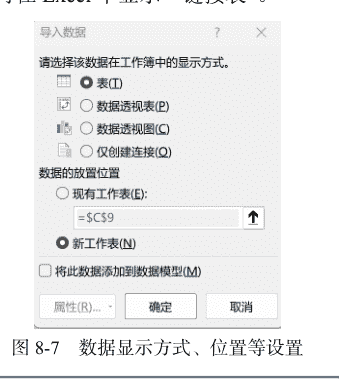 导入数据 ? ×
请选择该数据在工作簿中的显示方式。
表(T)
数据透视表(P)
数据透视图(C)
仅创建连接(O)
数据的放置位置
现有工作表(E):
=$C$9
新工作表(N)
将此数据添加到数据模型(M)
属性(R)... 确定 取消
图 8-7 数据显示方式、位置等设置